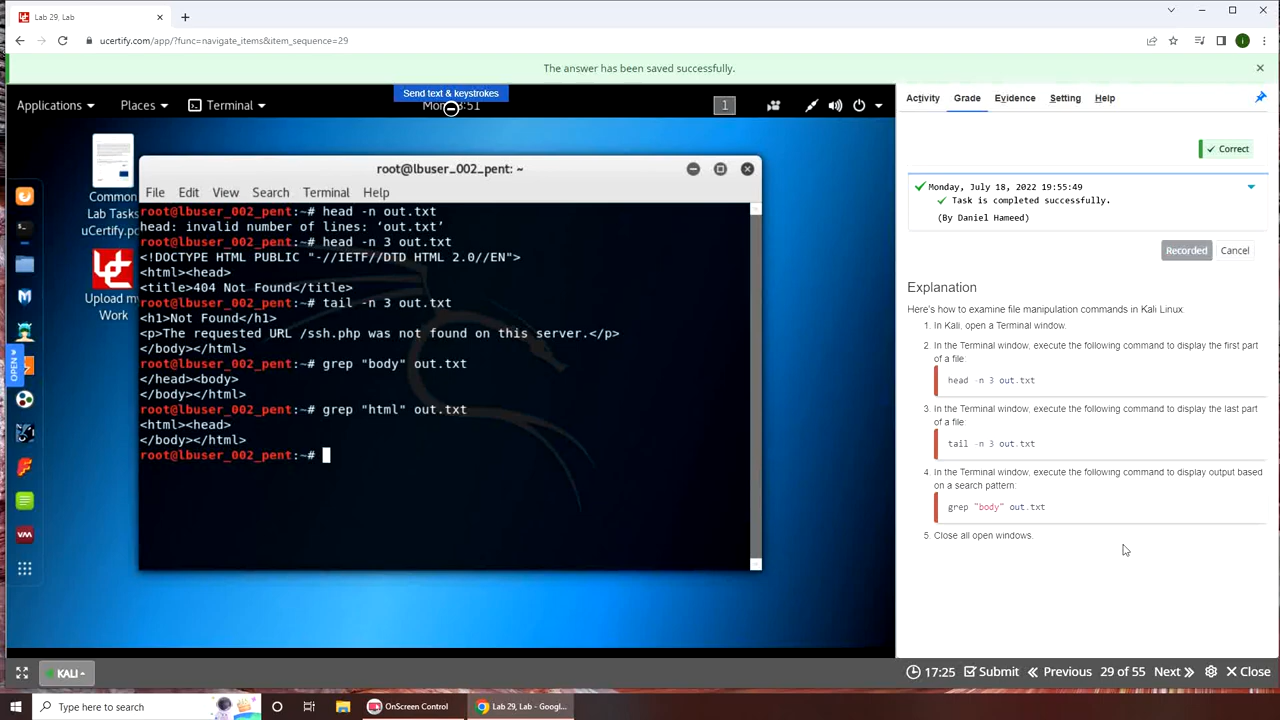 Lab 29, Lab
ucertify.com/app/?func=navigate_items&item_sequence=29
The answer has been saved successfully.
Send text & keystrokes
Applications
Places
Terminal
1
Common
Lab Tasks
Upload my
Work
OPEN
root@lbuser_002_pent: ~
File Edit View Search Terminal Help
root@lbuser_002_pent:~# head -n out.txt
head: invalid number of lines: ‘out.txt’
root@lbuser_002_pent:~# head -n 3 out.txt
<!DOCTYPE HTML PUBLIC "-//IETF//DTD HTML 2.0//EN">
<html><head>
<title>404 Not Found</title>
root@lbuser_002_pent:~# tail -n 3 out.txt
<h1>Not Found</h1>
<p>The requested URL /ssh.php was not found on this server.</p>
</body></html>
root@lbuser_002_pent:~# grep "body" out.txt
</head><body>
</body></html>
root@lbuser_002_pent:~# grep "html" out.txt
<html><head>
</body></html>
root@lbuser_002_pent:~#
Activity Grade Evidence Setting Help
Correct
Monday, July 18, 2022 19:55:49
Task is completed successfully.
(By Daniel Hameed)
Recorded Cancel
Explanation
Here's how to examine file manipulation commands in Kali Linux.
1. In Kali, open a Terminal window.
2 In the Terminal window, execute the following command to display the first part
of a file:
head -n 3 out.txt
3. In the Terminal window, execute the following command to display the last part
of a file
tail -n 3 out.txt
4. In the Terminal window, execute the following command to display output based
on a search pattern:
grep "body" out.txt
5 Close all open windows.
KALI
17:25 Submit Previous 29 of 55 Next Close
Type here to search
OnScreen Control
Lab 29, Lab - Googl...